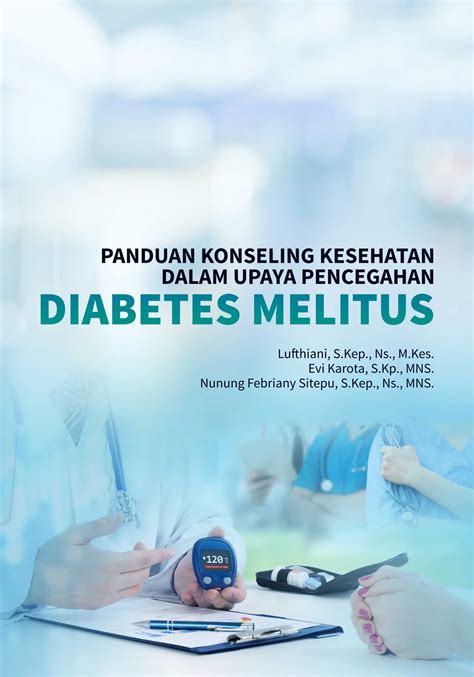 PANDUAN KONSELING KESEHATAN
DALAM UPAYA PENCEGAHAN
DIABETES MELITUS
Lufthiani, S.Kep., Ns., M.Kes.
Evi Karota, S.Kp., MNS.
Nunung Febriany Sitepu, S.Kep., Ns., MNS.
120